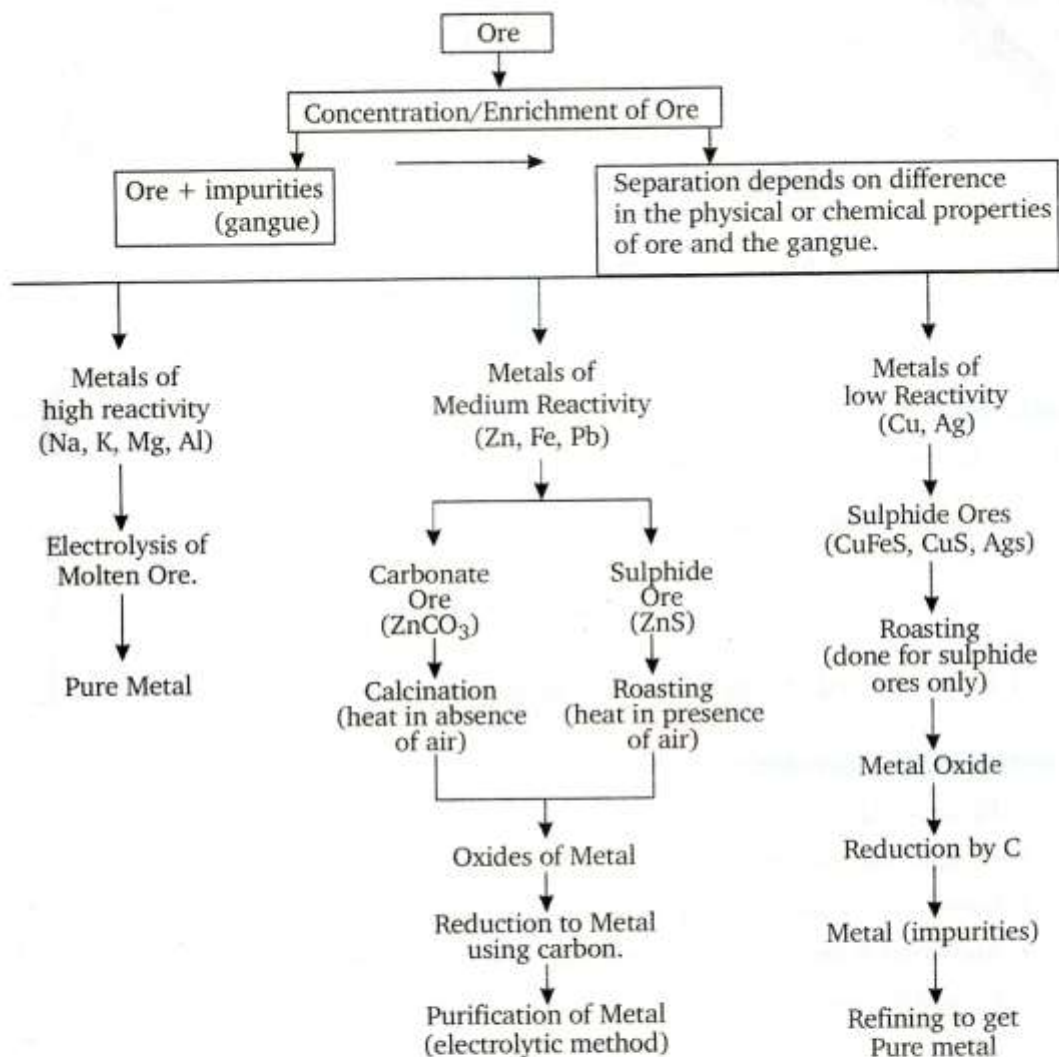 Ore
Concentration/Enrichment of Ore
Ore + impurities
(gangue)
Separation depends on difference
in the physical or chemical properties
of ore and the gangue.
Metals of
high reactivity
(Na, K, Mg, Al)
Electrolysis of
Molten Ore.
Pure Metal
Metals of
Medium Reactivity
(Zn, Fe, Pb)
Carbonate
Ore
(ZnCO₃)
Calcination
(heat in absence
of air)
Sulphide
Ore
(ZnS)
Roasting
(heat in presence
of air)
Oxides of Metal
Reduction to Metal
using carbon.
Purification of Metal
(electrolytic method)
Metals of
low Reactivity
(Cu, Ag)
Sulphide Ores
(CuFeS, CuS, Ags)
Roasting
(done for sulphide
ores only)
Metal Oxide
Reduction by C
Metal (impurities)
Refining to get
Pure metal